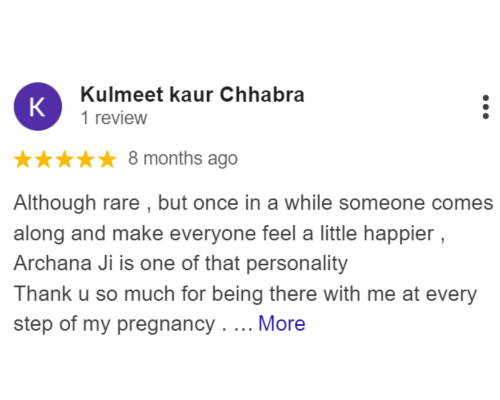 K
Kulmeet kaur Chhabra
1 review
8 months ago
Although rare , but once in a while someone comes
along and make everyone feel a little happier ,
Archana Ji is one of that personality
Thank u so much for being there with me at every
step of my pregnancy . ... More